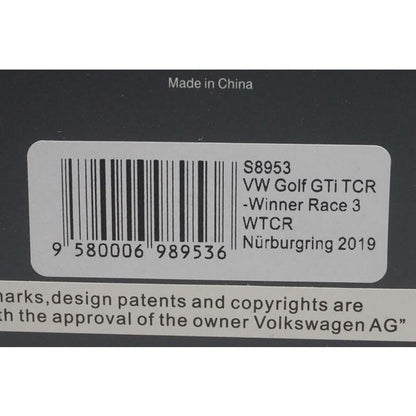 Made in China
S8953
VW Golf GTi TCR
-Winner Race 3
WTCR
Nürburgring 2019
9 580006 989536
marks,design patents and copyrights are
the approval of the owner Volkswagen AG”